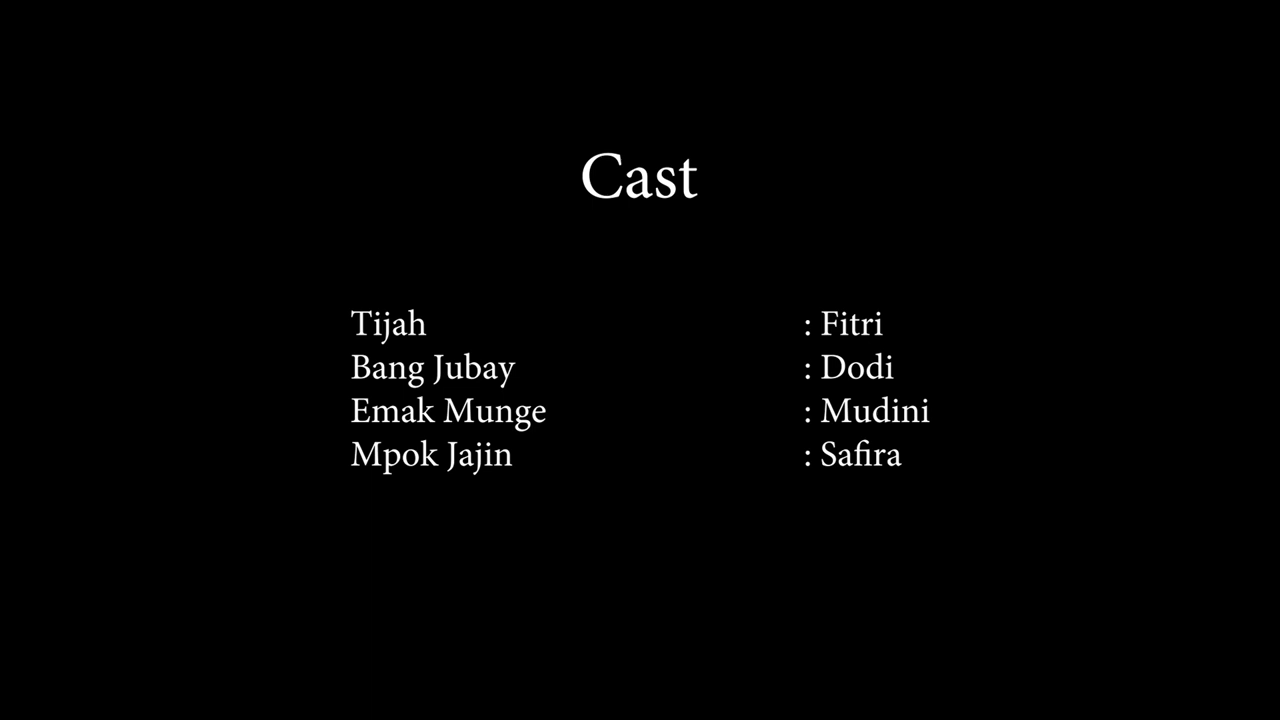 Cast
Tijah : Fitri
Bang Jubay : Dodi
Emak Munge : Mudini
Mpok Jajin : Safira